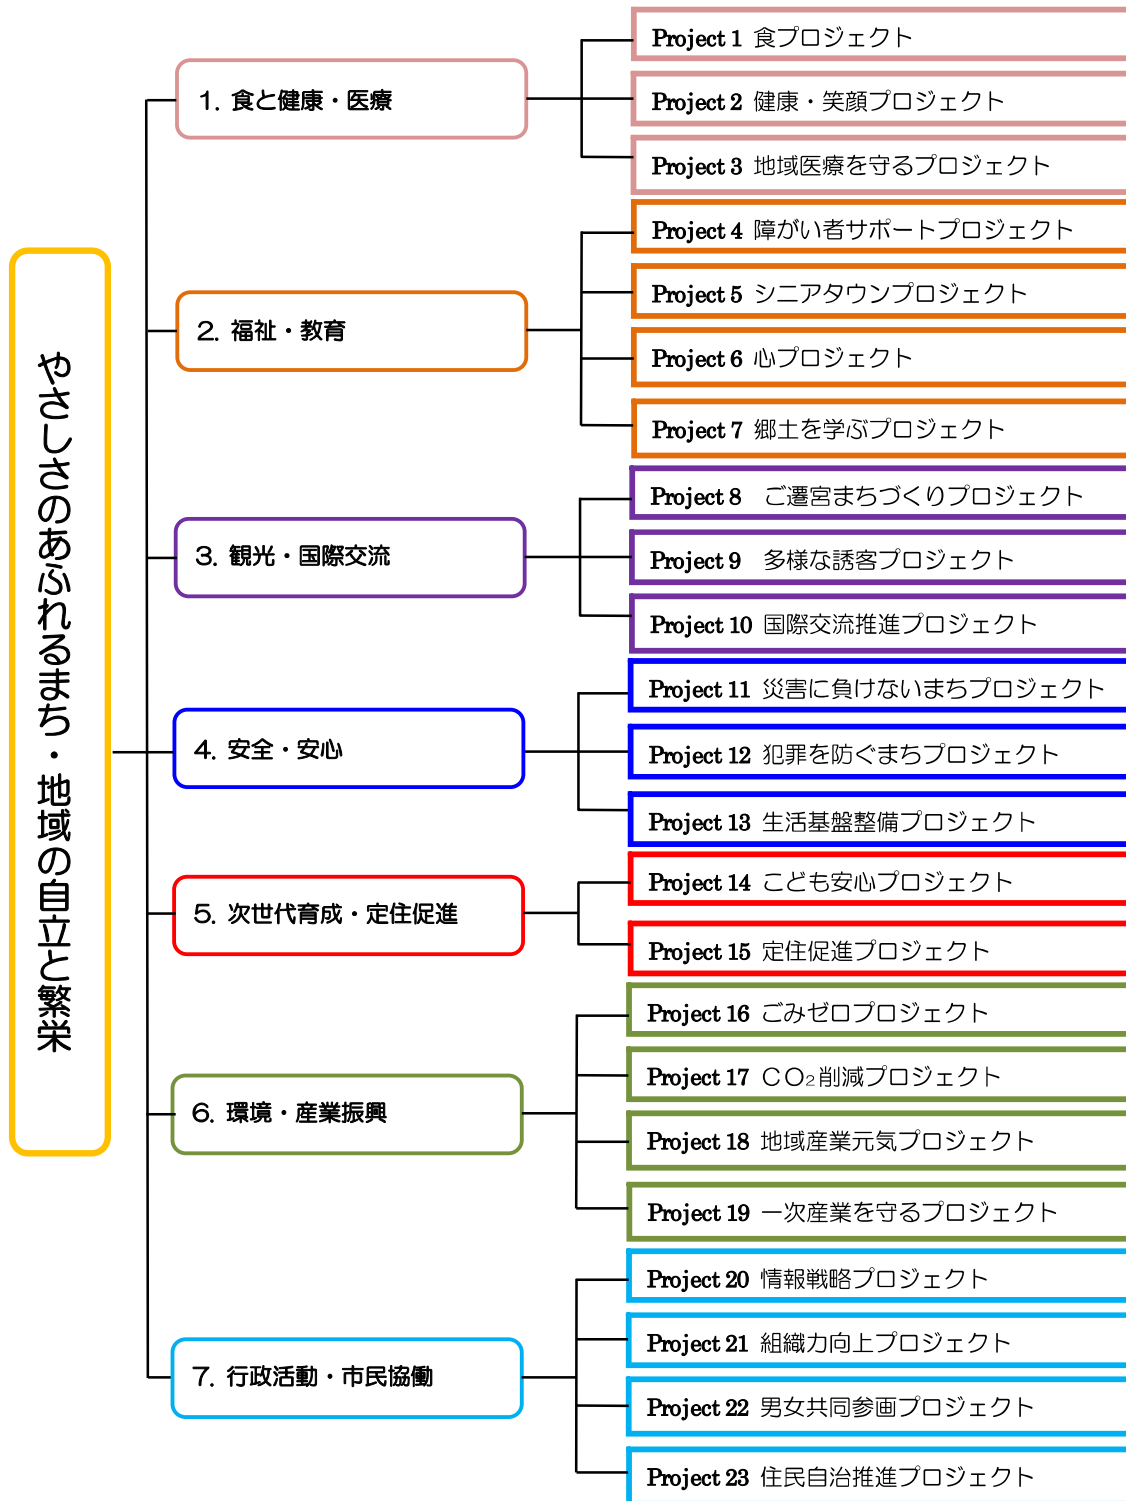 やさしさのあふれるまち・地域の自立と繁栄
1. 食と健康・医療
Project 1 食プロジェクト
Project 2 健康・笑顔プロジェクト
Project 3 地域医療を守るプロジェクト
2. 福祉・教育
Project 4 障がい者サポートプロジェクト
Project 5 シニアタウンプロジェクト
Project 6 心プロジェクト
Project 7 郷土を学ぶプロジェクト
3. 観光・国際交流
Project 8 ご遷宮まちづくりプロジェクト
Project 9 多様な誘客プロジェクト
Project 10 国際交流推進プロジェクト
4. 安全・安心
Project 11 災害に負けないまちプロジェクト
Project 12 犯罪を防ぐまちプロジェクト
Project 13 生活基盤整備プロジェクト
5. 次世代育成・定住促進
Project 14 こども安心プロジェクト
Project 15 定住促進プロジェクト
6. 環境・産業振興
Project 16 ごみゼロプロジェクト
Project 17 CO₂削減プロジェクト
Project 18 地域産業元気プロジェクト
Project 19 一次産業を守るプロジェクト
7. 行政活動・市民協働
Project 20 情報戦略プロジェクト
Project 21 組織力向上プロジェクト
Project 22 男女共同参画プロジェクト
Project 23 住民自治推進プロジェクト